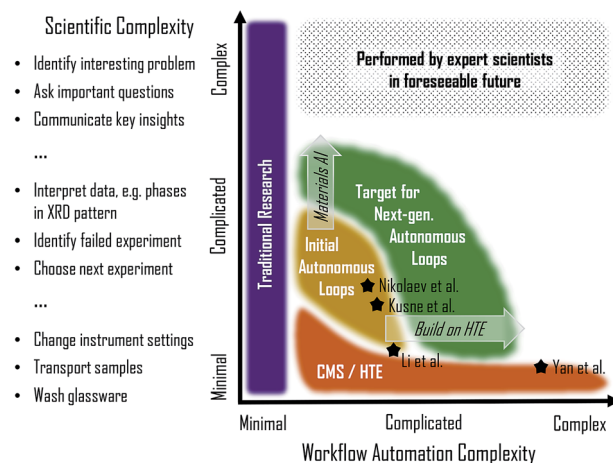 Scientific Complexity
• Identify interesting problem
• Ask important questions
• Communicate key insights
...
• Interpret data, e.g. phases
in XRD pattern
• Identify failed experiment
• Choose next experiment
...
• Change instrument settings
• Transport samples
• Wash glassware
Complex
Complicated
Minimal
Traditional Research
Performed by expert scientists
in foreseeable future
Materials AI
Target for
Next-gen.
Autonomous
Loops
Initial
Autonomous
Loops
Nikolaev et al.
Kusne et al.
Build on HTE
Li et al.
CMS / HTE
Yan et al.
Minimal
Complicated
Complex
Workflow Automation Complexity